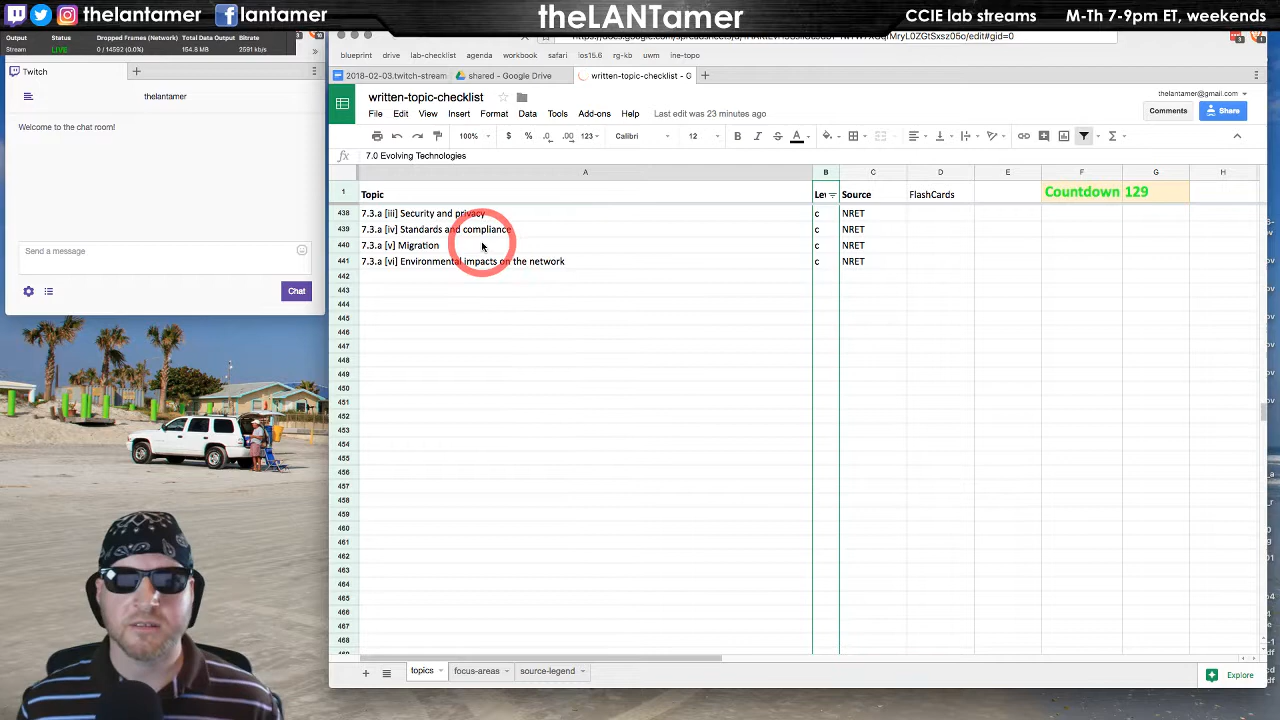 thelantamer
lantamer
theLANTamer
CCIE lab streams
M-Th 7-9pm ET, weekends
Output
Dropped Frames (Network)
Total Data Output
Bitrate
Stream
LIVE
0 / 14592 (0.0%)
154.8 MB
2591 kb/s
Twitch
thelantamer
Welcome to the chat room!
Send a message
Chat
bookmark
drive
lab-checklist
agenda
workbook
safari
ios15.6
rg-kb
uwm
ine-topo
2018-02-03.twitch-stream
shared - Google Drive
written-topic-checklist - G
written-topic-checklist
thelantamer@gmail.com
File Edit View Insert Format Data Tools Add-ons Help Last edit was 23 minutes ago
Comments
Share
100% $ % .0 .00 123 Calibri 12 B I S A
fx 7.0 Evolving Technologies
A B C D E F G H
1 Topic Le Source FlashCards Countdown 129
438 7.3.a [iii] Security and privacy c NRET
439 7.3.a [iv] Standards and compliance c NRET
440 7.3.a [v] Migration c NRET
441 7.3.a [vi] Environmental impacts on the network c NRET
442
443
444
445
446
447
448
449
450
451
452
453
454
455
456
457
458
459
460
461
462
463
464
465
466
467
468
topics
focus-areas
source-legend
Explore